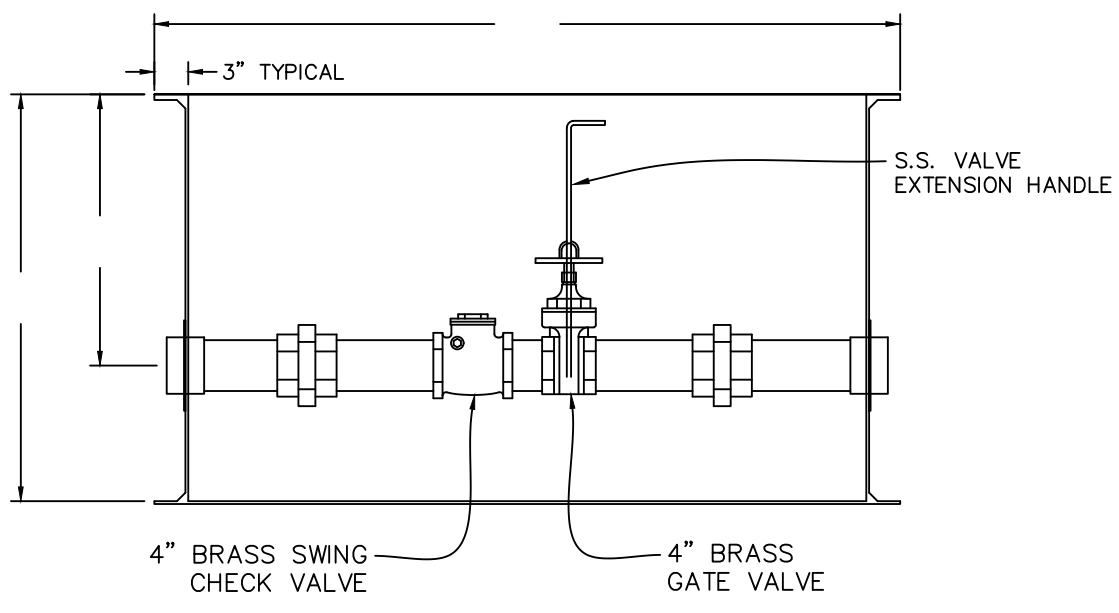 3” TYPICAL
S.S. VALVE
EXTENSION HANDLE
4” BRASS SWING
CHECK VALVE
4” BRASS
GATE VALVE